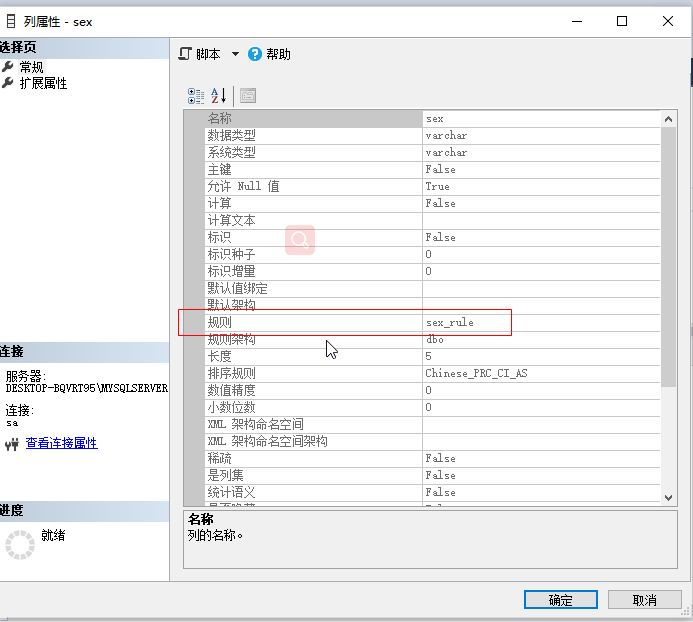 列属性 - sex
选择页
常规
扩展属性
脚本 帮助
名称 sex
数据类型 varchar
系统类型 varchar
主键 False
允许 Null 值 True
计算 False
计算文本
标识 False
标识种子 0
标识增量 0
默认值绑定
默认架构
规则 sex_rule
规则架构 dbo
长度 5
排序规则 Chinese_PRC_CI_AS
数值精度 0
小数位数 0
XML 架构命名空间
XML 架构命名空间架构
稀疏 False
是列集 False
统计语义 False
名称
列的名称。
连接
服务器:
DESKTOP-BQVRT95\MYSQLSERVER
连接:
sa
查看连接属性
进度
就绪
确定 取消